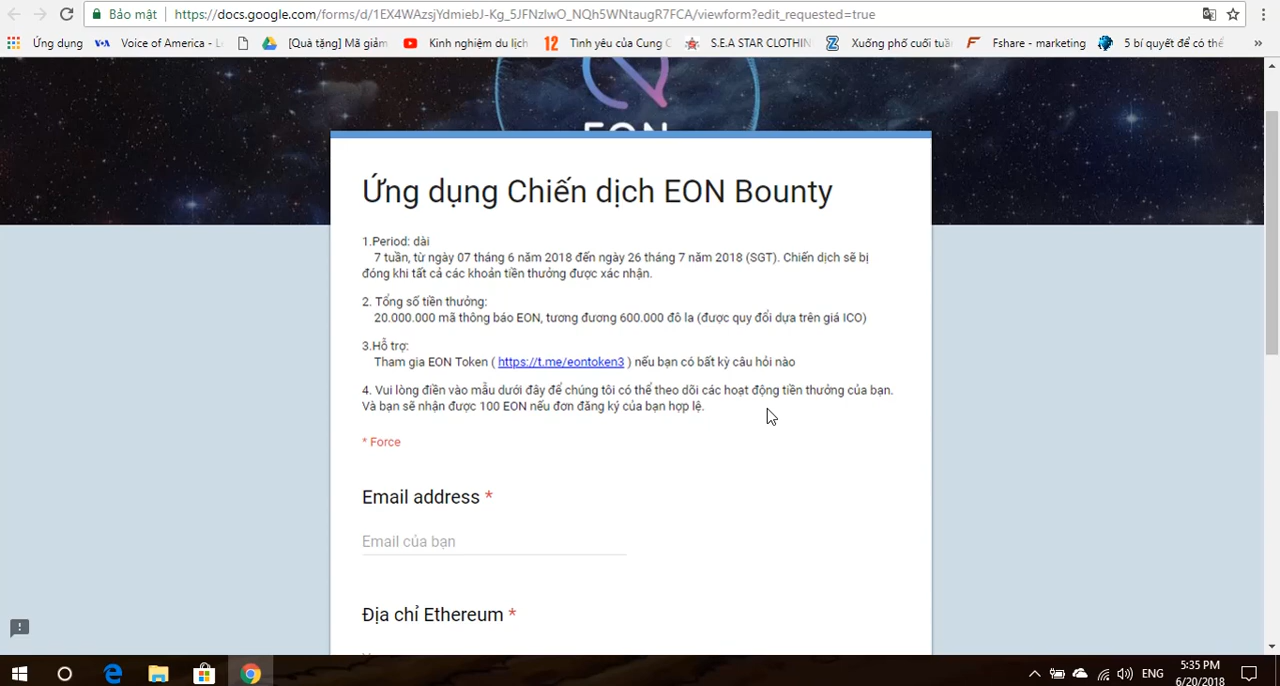 Bảo mật
https://docs.google.com/forms/d/1EX4WAzsjYdmiebJ-Kg_5JFNzlwO_NQh5WNtaugR7FCA/viewform?edit_requested=true
Ứng dụng
VOA
Voice of America - L
[Quà tặng] Mã giảm
Kinh nghiệm du lịch
12
Tình yêu của Cung C
S.E.A STAR CLOTHIN
Z
Xuống phố cuối tuần
F
Fshare - marketing
5 bí quyết để có thể
»
EON
Ứng dụng Chiến dịch EON Bounty
1.Period: dài
7 tuần, từ ngày 07 tháng 6 năm 2018 đến ngày 26 tháng 7 năm 2018 (SGT). Chiến dịch sẽ bị
đóng khi tất cả các khoản tiền thưởng được xác nhận.
2. Tổng số tiền thưởng:
20.000.000 mã thông báo EON, tương đương 600.000 đô la (được quy đổi dựa trên giá ICO)
3.Hỗ trợ:
Tham gia EON Token ( https://t.me/eontoken3 ) nếu bạn có bất kỳ câu hỏi nào
4. Vui lòng điền vào mẫu dưới đây để chúng tôi có thể theo dõi các hoạt động tiền thưởng của bạn.
Và bạn sẽ nhận được 100 EON nếu đơn đăng ký của bạn hợp lệ.
* Force
Email address *
Email của bạn
Địa chỉ Ethereum *
ENG
5:35 PM
6/20/2018